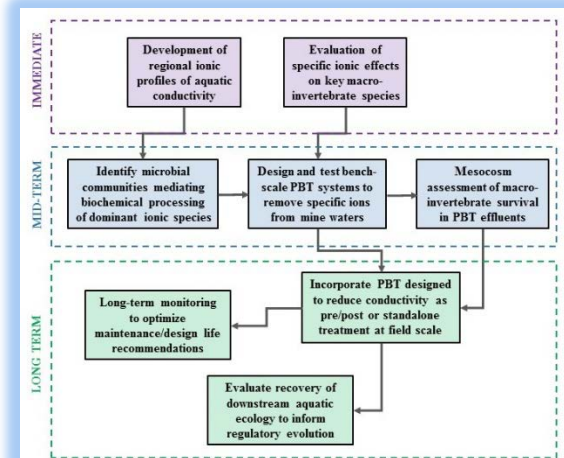 IMMEDIATE
Development of
regional ionic
profiles of aquatic
conductivity
Evaluation of
specific ionic effects
on key macro-
invertebrate species
MID-TERM
Identify microbial
communities mediating
biochemical processing
of dominant ionic species
Design and test bench-
scale PBT systems to
remove specific ions
from mine waters
Mesocosm
assessment of macro-
invertebrate survival
in PBT effluents
LONG TERM
Incorporate PBT designed
to reduce conductivity as
pre/post or standalone
treatment at field scale
Long-term monitoring
to optimize
maintenance/design life
recommendations
Evaluate recovery of
downstream aquatic
ecology to inform
regulatory evolution